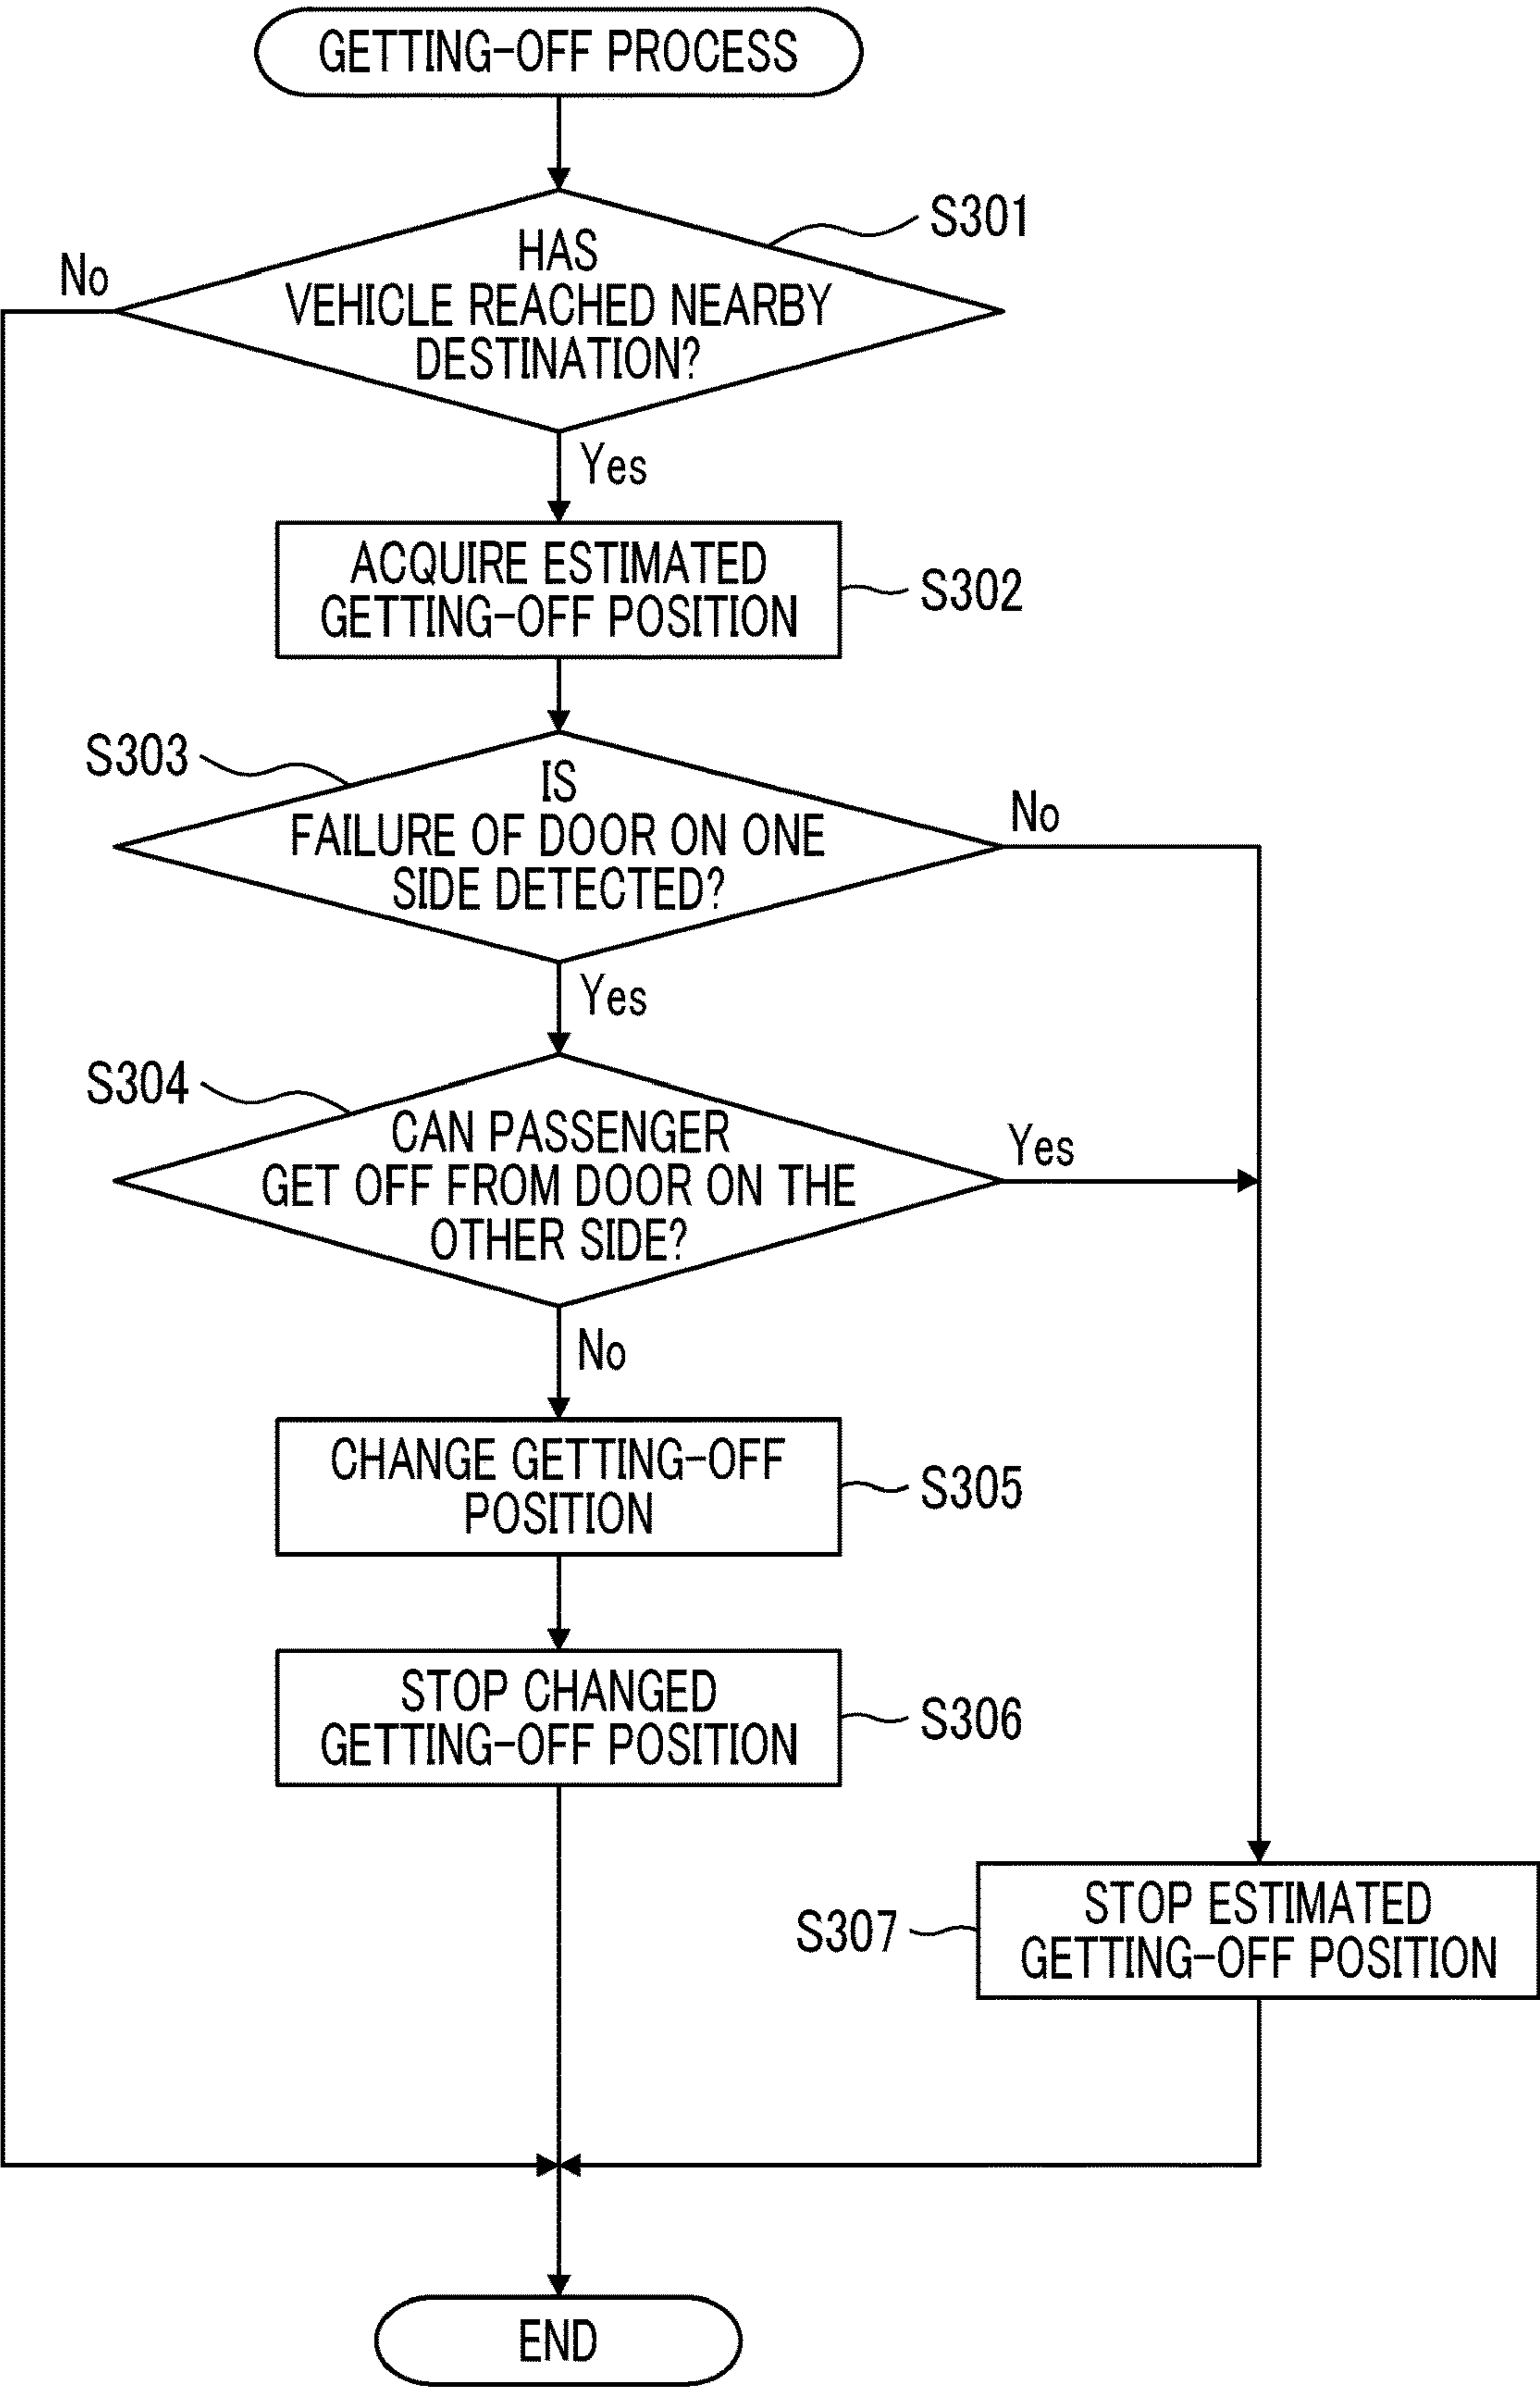 GETTING-OFF PROCESS
S301
HAS
VEHICLE REACHED NEARBY
DESTINATION?
No
Yes
ACQUIRE ESTIMATED
GETTING-OFF POSITION
S302
S303
IS
FAILURE OF DOOR ON ONE
SIDE DETECTED?
No
Yes
S304
CAN PASSENGER
GET OFF FROM DOOR ON THE
OTHER SIDE?
Yes
No
CHANGE GETTING-OFF
POSITION
S305
STOP CHANGED
GETTING-OFF POSITION
S306
S307
STOP ESTIMATED
GETTING-OFF POSITION
END